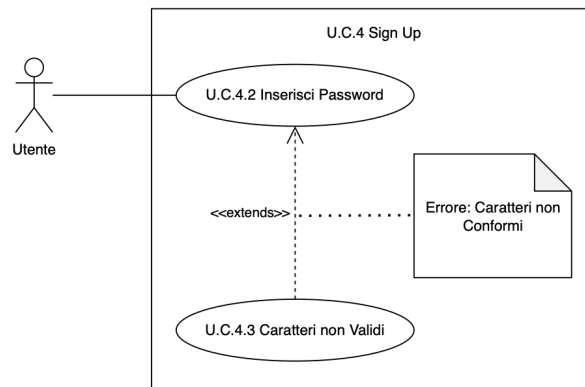 U.C.4 Sign Up
U.C.4.2 Inserisci Password
Utente
<<extends>>
Errore: Caratteri non
Conformi
U.C.4.3 Caratteri non Validi